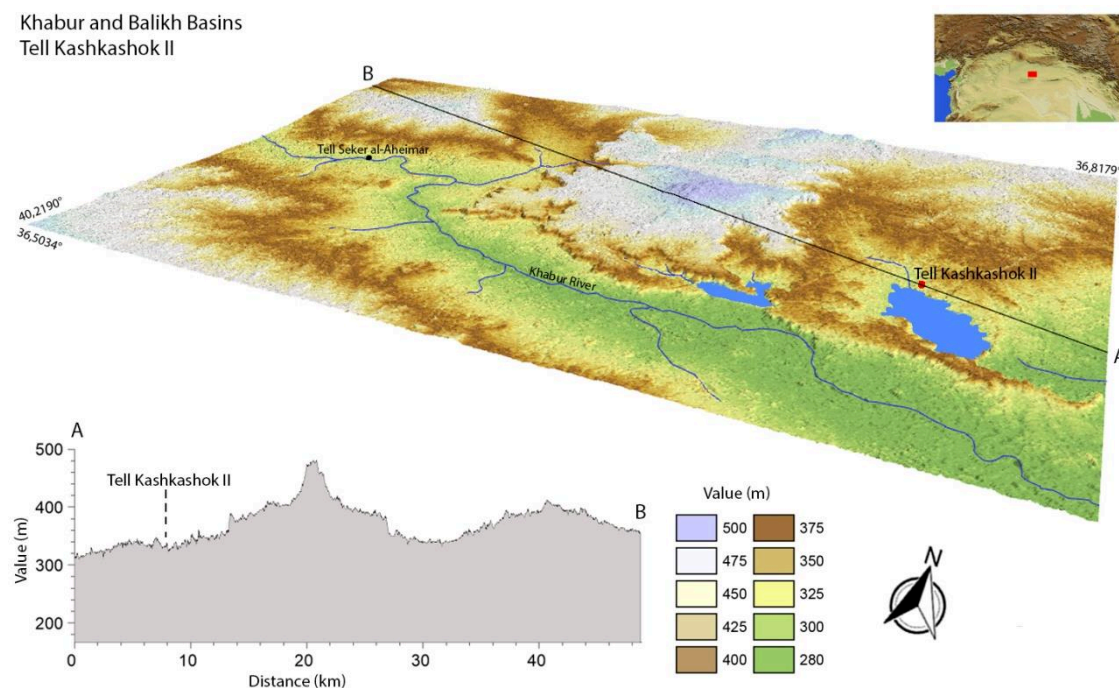 Khabur and Balikh Basins
Tell Kashkashok II
B
Tell Seker al-Aheimar
36,8179°
40,2190°
36,5034°
Tell Kashkashok II
Khabur River
A
A
500
Tell Kashkashok II
400
B
300
200
Value (m)
0
10
20
30
40
Distance (km)
Value (m)
500
375
475
350
450
325
425
300
400
280
N